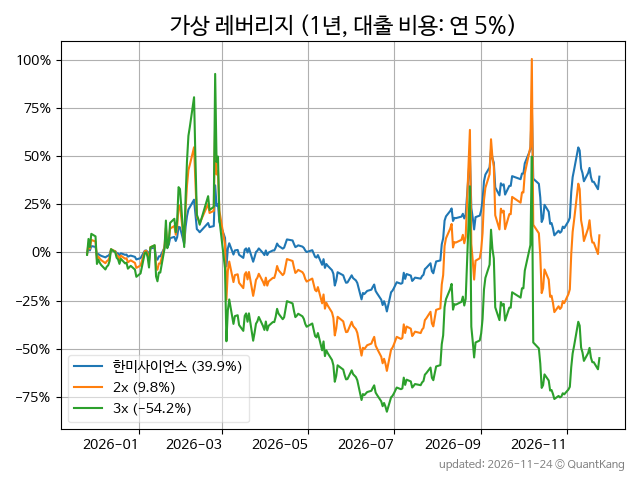 가상 레버리지 (1년, 대출 비용: 연 5%)
100%
75%
50%
25%
0%
−25%
−50%
−75%
한미사이언스 (39.9%)
2x (9.8%)
3x (−54.2%)
2026-01
2026-03
2026-05
2026-07
2026-09
2026-11
updated: 2026-11-24 © QuantKang